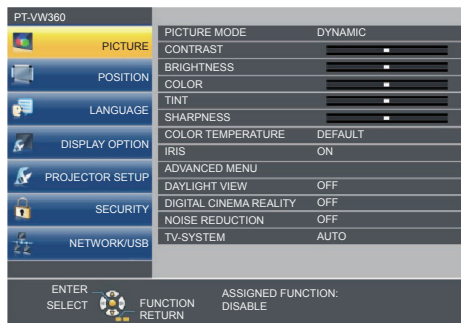 PT-VW360
PICTURE
POSITION
LANGUAGE
DISPLAY OPTION
PROJECTOR SETUP
SECURITY
NETWORK/USB
PICTURE MODE DYNAMIC
CONTRAST
BRIGHTNESS
COLOR
TINT
SHARPNESS
COLOR TEMPERATURE DEFAULT
IRIS ON
ADVANCED MENU
DAYLIGHT VIEW OFF
DIGITAL CINEMA REALITY OFF
NOISE REDUCTION OFF
TV-SYSTEM AUTO
ENTER
SELECT
FUNCTION
RETURN
ASSIGNED FUNCTION:
DISABLE